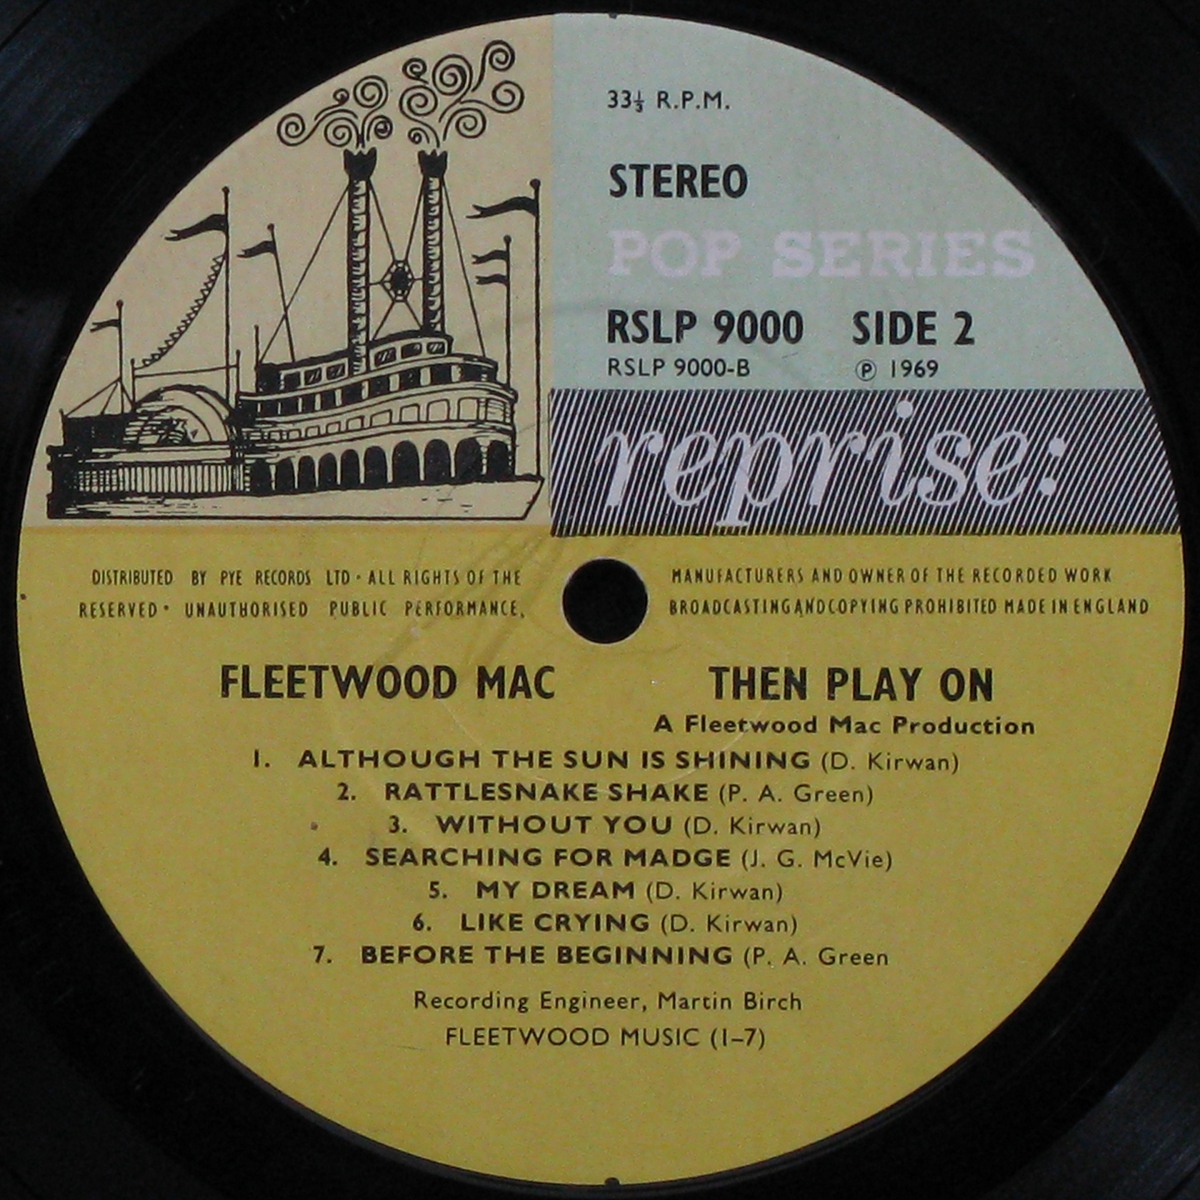 33⅓ R.P.M.
STEREO
POP SERIES
RSLP 9000 SIDE 2
RSLP 9000-B ℗ 1969
reprise:
DISTRIBUTED BY PYE RECORDS LTD · ALL RIGHTS OF THE MANUFACTURERS AND OWNER OF THE RECORDED WORK
RESERVED · UNAUTHORISED PUBLIC PERFORMANCE, BROADCASTING AND COPYING PROHIBITED MADE IN ENGLAND
FLEETWOOD MAC THEN PLAY ON
A Fleetwood Mac Production
1. ALTHOUGH THE SUN IS SHINING (D. Kirwan)
2. RATTLESNAKE SHAKE (P. A. Green)
3. WITHOUT YOU (D. Kirwan)
4. SEARCHING FOR MADGE (J. G. McVie)
5. MY DREAM (D. Kirwan)
6. LIKE CRYING (D. Kirwan)
7. BEFORE THE BEGINNING (P. A. Green
Recording Engineer, Martin Birch
FLEETWOOD MUSIC (1–7)